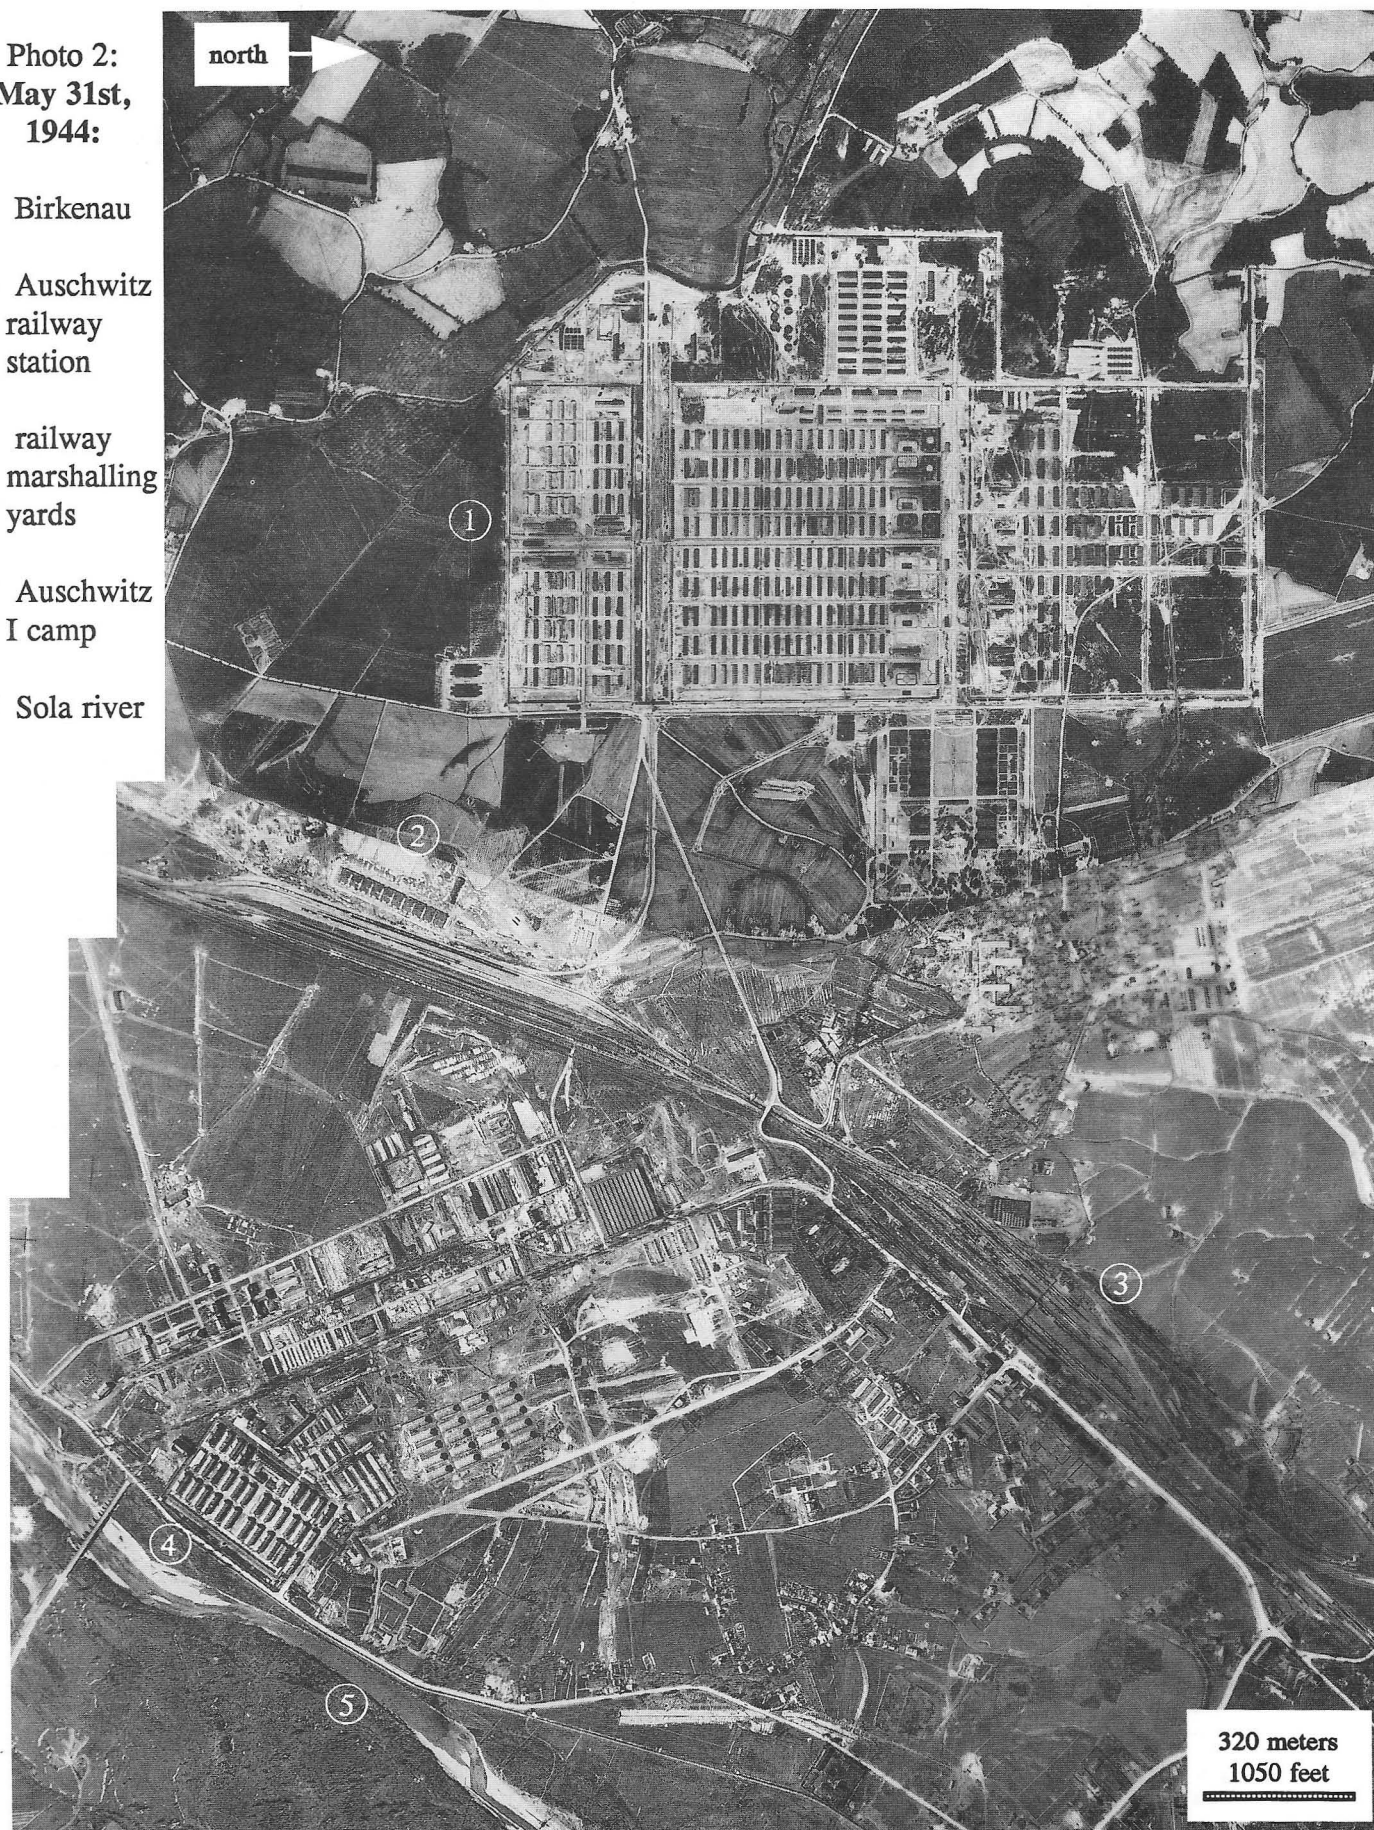 Photo 2:
May 31st,
1944:
Birkenau
Auschwitz
railway
station
railway
marshalling
yards
Auschwitz
I camp
Sola river
north
1
2
3
4
5
320 meters
1050 feet